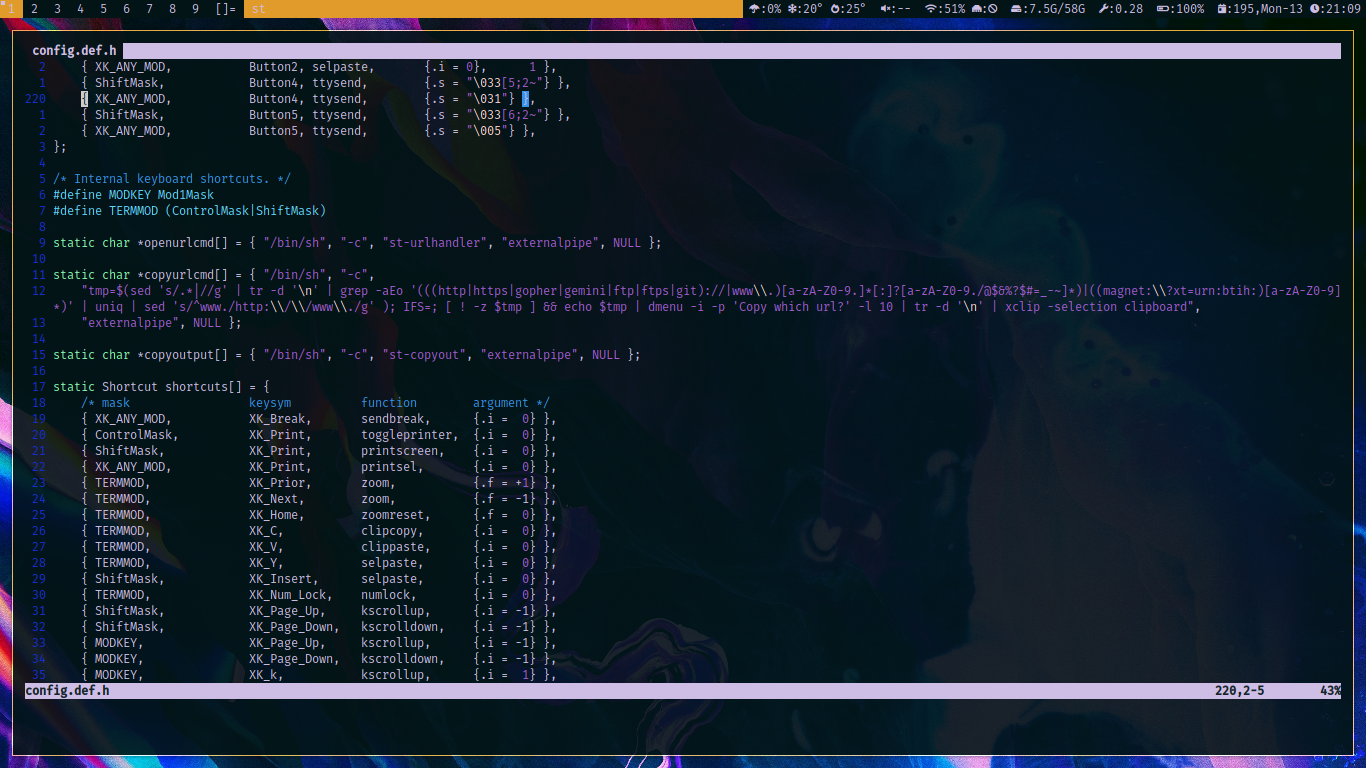 1 2 3 4 5 6 7 8 9 []= st :0% :20° :25° :-- :51% : :7.5G/58G :0.28 :100% :195,Mon-13 :21:09
config.def.h
2 { XK_ANY_MOD, Button2, selpaste, {.i = 0}, 1 },
1 { ShiftMask, Button4, ttysend, {.s = "\033[5;2~"} },
220 { XK_ANY_MOD, Button4, ttysend, {.s = "\031"} },
1 { ShiftMask, Button5, ttysend, {.s = "\033[6;2~"} },
2 { XK_ANY_MOD, Button5, ttysend, {.s = "\005"} },
3 };
4
5 /* Internal keyboard shortcuts. */
6 #define MODKEY Mod1Mask
7 #define TERMMOD (ControlMask|ShiftMask)
8
9 static char *openurlcmd[] = { "/bin/sh", "-c", "st-urlhandler", "externalpipe", NULL };
10
11 static char *copyurlcmd[] = { "/bin/sh", "-c",
12 "tmp=$(sed 's/.*│//g' | tr -d '\n' | grep -aEo '(((http|https|gopher|gemini|ftp|ftps|git)://|www\\.)[a-zA-Z0-9.]*[:]?[a-zA-Z0-9./@$&%?$#=_-~]*)|((magnet:\\?xt=urn:btih:)[a-zA-Z0-9]
*)' | uniq | sed 's/^www./http:\\/\\/www\\./g' ); IFS=; [ ! -z $tmp ] && echo $tmp | dmenu -i -p 'Copy which url?' -l 10 | tr -d '\n' | xclip -selection clipboard",
13 "externalpipe", NULL };
14
15 static char *copyoutput[] = { "/bin/sh", "-c", "st-copyout", "externalpipe", NULL };
16
17 static Shortcut shortcuts[] = {
18 /* mask keysym function argument */
19 { XK_ANY_MOD, XK_Break, sendbreak, {.i = 0} },
20 { ControlMask, XK_Print, toggleprinter, {.i = 0} },
21 { ShiftMask, XK_Print, printscreen, {.i = 0} },
22 { XK_ANY_MOD, XK_Print, printsel, {.i = 0} },
23 { TERMMOD, XK_Prior, zoom, {.f = +1} },
24 { TERMMOD, XK_Next, zoom, {.f = -1} },
25 { TERMMOD, XK_Home, zoomreset, {.f = 0} },
26 { TERMMOD, XK_C, clipcopy, {.i = 0} },
27 { TERMMOD, XK_V, clippaste, {.i = 0} },
28 { TERMMOD, XK_Y, selpaste, {.i = 0} },
29 { ShiftMask, XK_Insert, selpaste, {.i = 0} },
30 { TERMMOD, XK_Num_Lock, numlock, {.i = 0} },
31 { ShiftMask, XK_Page_Up, kscrollup, {.i = -1} },
32 { ShiftMask, XK_Page_Down, kscrolldown, {.i = -1} },
33 { MODKEY, XK_Page_Up, kscrollup, {.i = -1} },
34 { MODKEY, XK_Page_Down, kscrolldown, {.i = -1} },
35 { MODKEY, XK_k, kscrollup, {.i = 1} },
config.def.h 220,2-5 43%